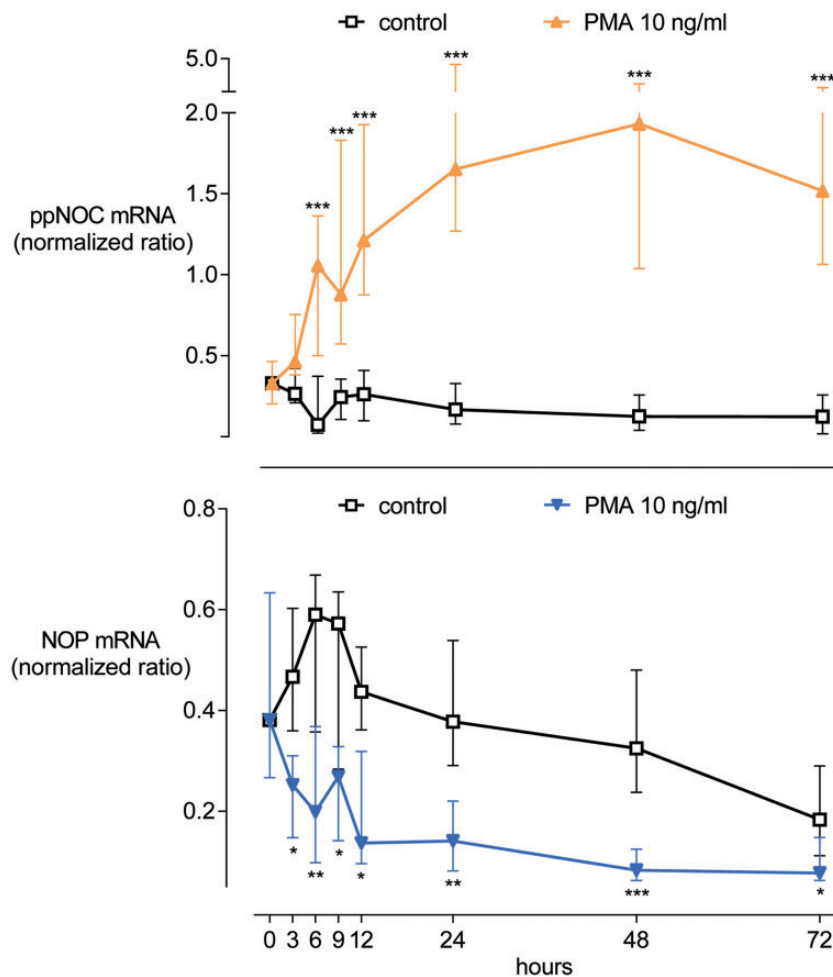 control PMA 10 ng/ml
5.0
*** *** *** *** *** ***
2.0
1.5
ppNOC mRNA
(normalized ratio)
1.0
0.5
control PMA 10 ng/ml
0.8
0.6
NOP mRNA
(normalized ratio)
0.4
0.2
* ** * * ** *** *
0 3 6 9 12 24 48 72
hours